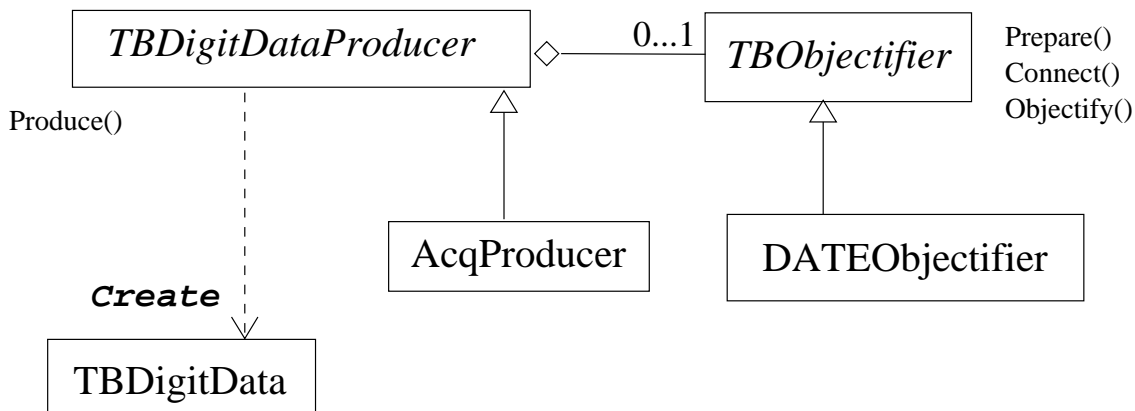 TBDigitDataProducer
0...1
TBObjectifier
Prepare()
Connect()
Objectify()
Produce()
AcqProducer
DATEObjectifier
Create
TBDigitData